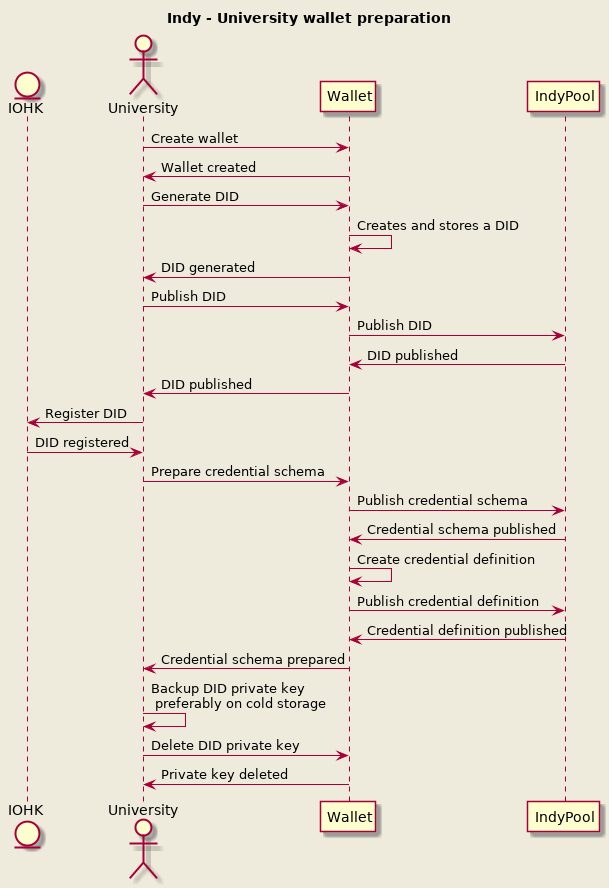 Indy - University wallet preparation
IOHK
University
Wallet
IndyPool
Create wallet
Wallet created
Generate DID
Creates and stores a DID
DID generated
Publish DID
Publish DID
DID published
DID published
Register DID
DID registered
Prepare credential schema
Publish credential schema
Credential schema published
Create credential definition
Publish credential definition
Credential definition published
Credential schema prepared
Backup DID private key
preferably on cold storage
Delete DID private key
Private key deleted
IOHK
University
Wallet
IndyPool